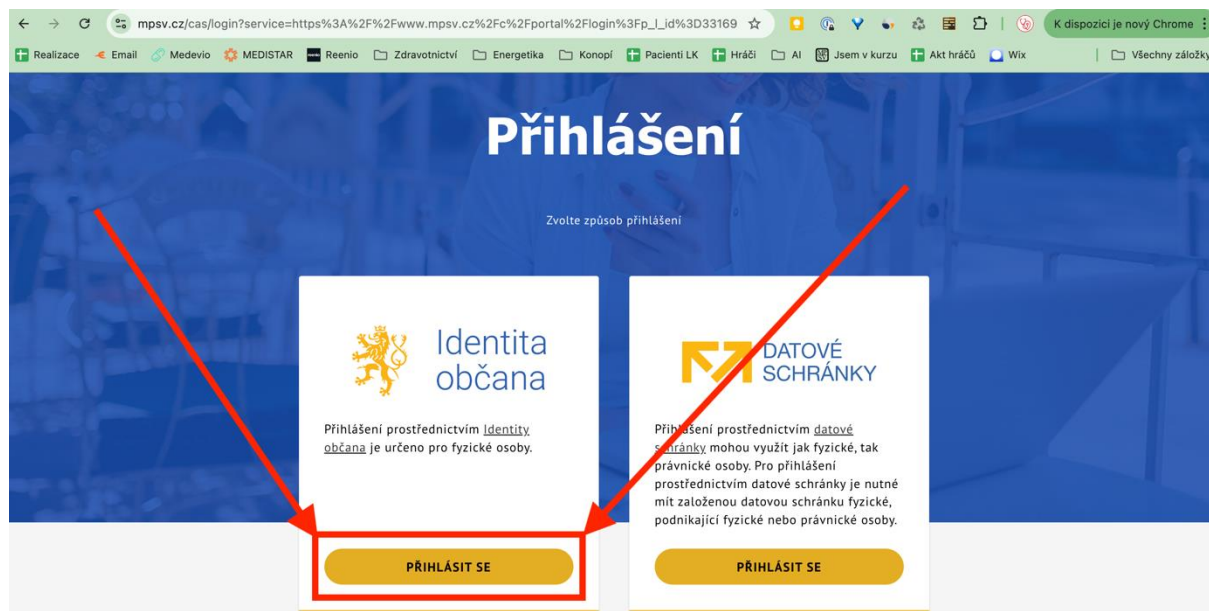 mpsv.cz/cas/login?service=https%3A%2F%2Fwww.mpsv.cz%2Fc%2Fportal%2Flogin%3Fp_l_id%3D33169
K dispozici je nový Chrome
Realizace Email Medevio MEDISTAR Reenio Zdravotnictví Energetika Konopí Pacienti LK Hráči AI Jsem v kurzu Akt hráčů Wix Všechny záložky
Přihlášení
Zvolte způsob přihlášení
Identita
občana
Přihlášení prostřednictvím Identity
občana je určeno pro fyzické osoby.
PŘIHLÁSIT SE
DATOVÉ
SCHRÁNKY
Přihlášení prostřednictvím datové
schránky mohou využít jak fyzické, tak
právnické osoby. Pro přihlášení
prostřednictvím datové schránky je nutné
mít založenou datovou schránku fyzické,
podnikající fyzické nebo právnické osoby.
PŘIHLÁSIT SE